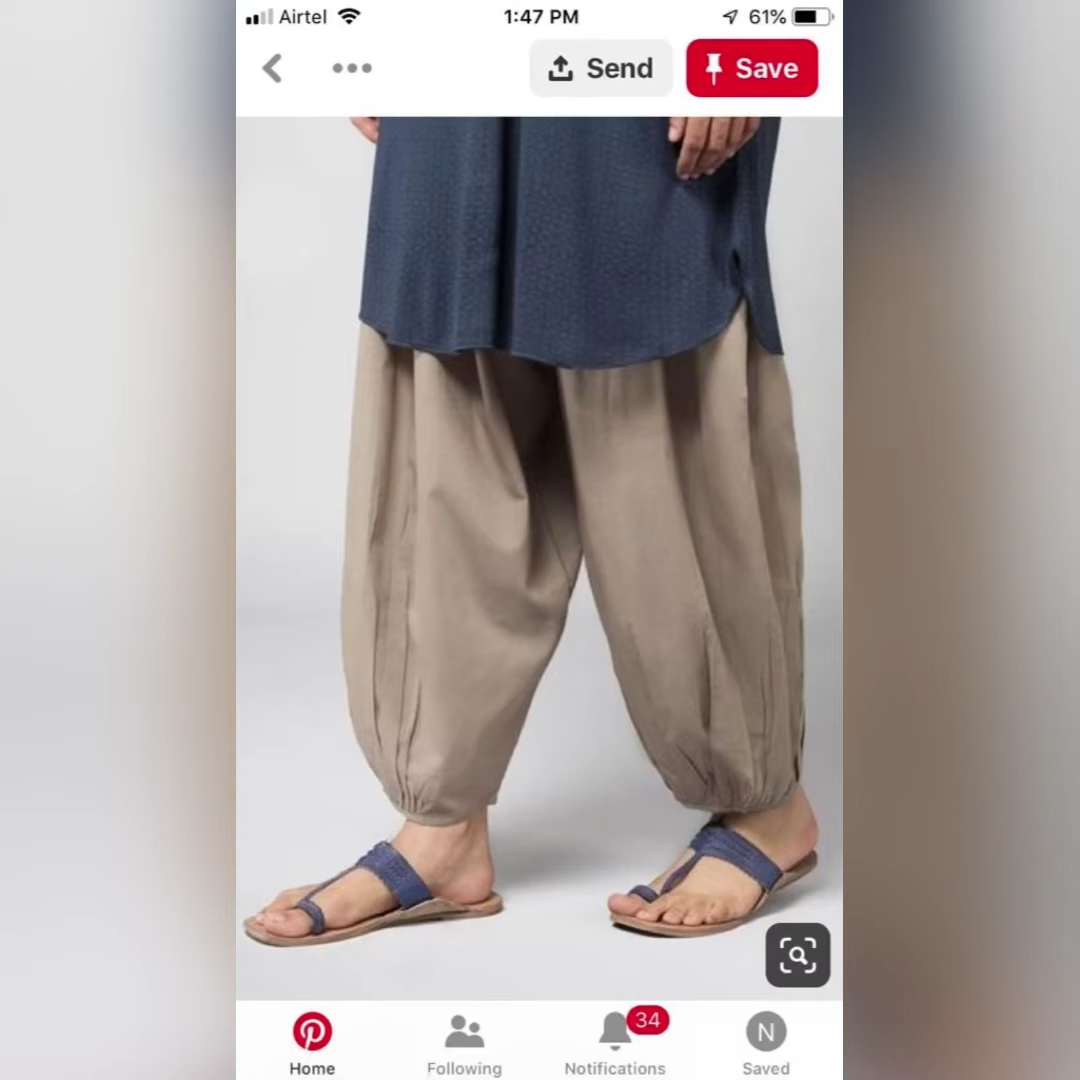 Airtel 1:47 PM 61%
Send Save
34
N
Home Following Notifications Saved